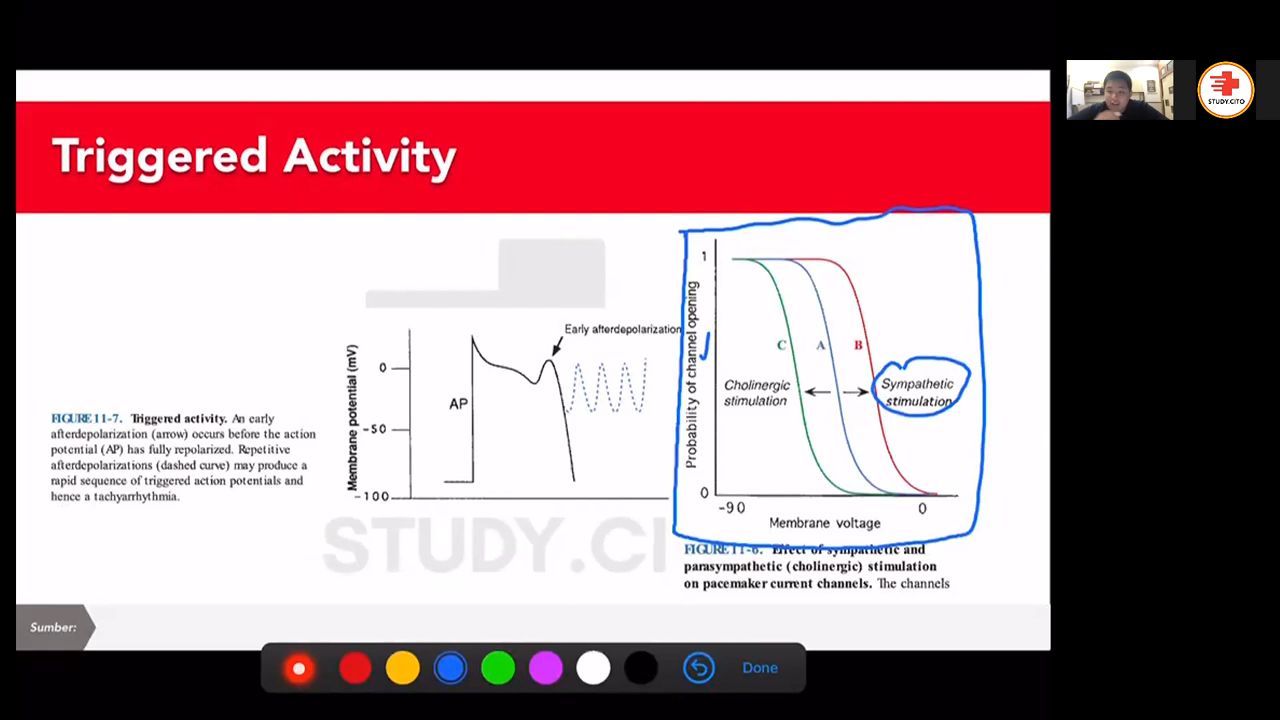 Triggered Activity
STUDY.CITO
FIGURE 11-7. Triggered activity. An early
afterdepolarization (arrow) occurs before the action
potential (AP) has fully repolarized. Repetitive
afterdepolarizations (dashed curve) may produce a
rapid sequence of triggered action potentials and
hence a tachyarrhythmia.
Membrane potential (mV)
0
-50
-100
AP
Early afterdepolarization
Probability of channel opening
1
0
C
A
B
Cholinergic
stimulation
Sympathetic
stimulation
-90
0
Membrane voltage
FIGURE 11-6. Effect of sympathetic and
parasympathetic (cholinergic) stimulation
on pacemaker current channels. The channels
STUDY.CI
Sumber:
Done